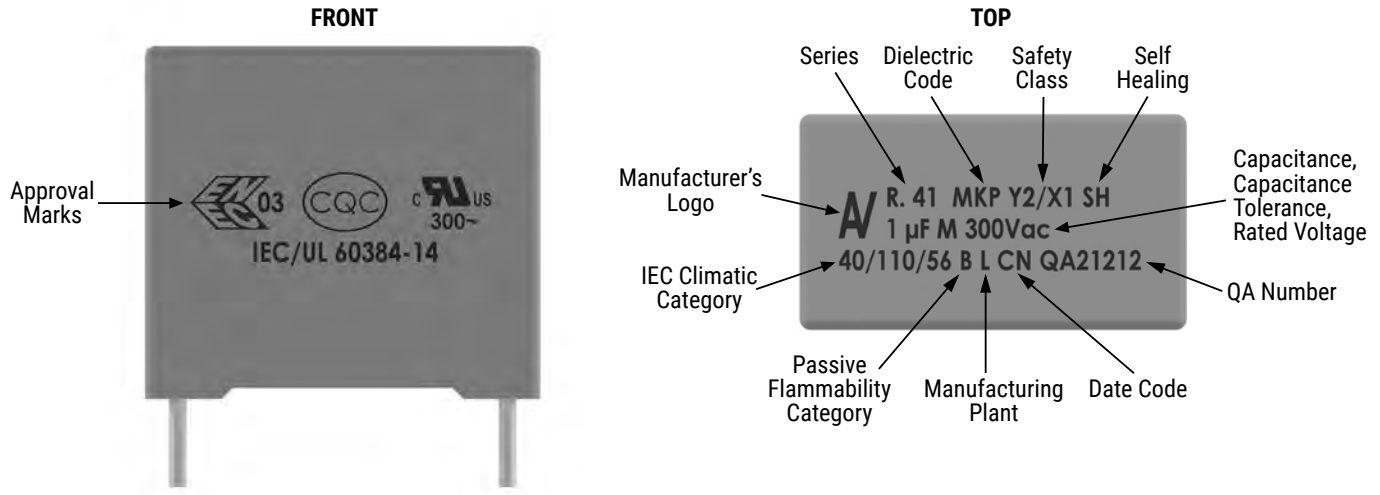 FRONT
Approval
Marks
ENEC 03
CQC
c RU US
300~
IEC/UL 60384-14
TOP
Series
Dielectric
Code
Safety
Class
Self
Healing
Manufacturer’s
Logo
Capacitance,
Capacitance
Tolerance,
Rated Voltage
R. 41 MKP Y2/X1 SH
1 µF M 300Vac
40/110/56 B L CN QA21212
IEC Climatic
Category
QA Number
Passive
Flammability
Category
Manufacturing
Plant
Date Code